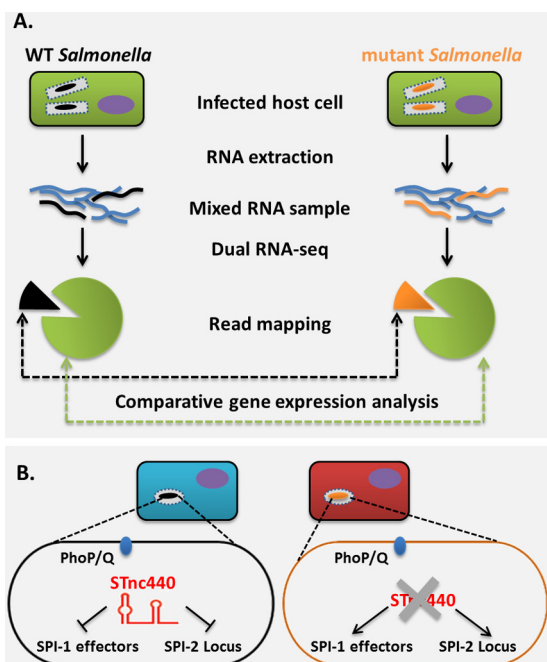 A.
WT Salmonella
mutant Salmonella
Infected host cell
RNA extraction
Mixed RNA sample
Dual RNA-seq
Read mapping
Comparative gene expression analysis
B.
PhoP/Q
STnc440
SPI-1 effectors
SPI-2 Locus
PhoP/Q
STnc440
SPI-1 effectors
SPI-2 Locus